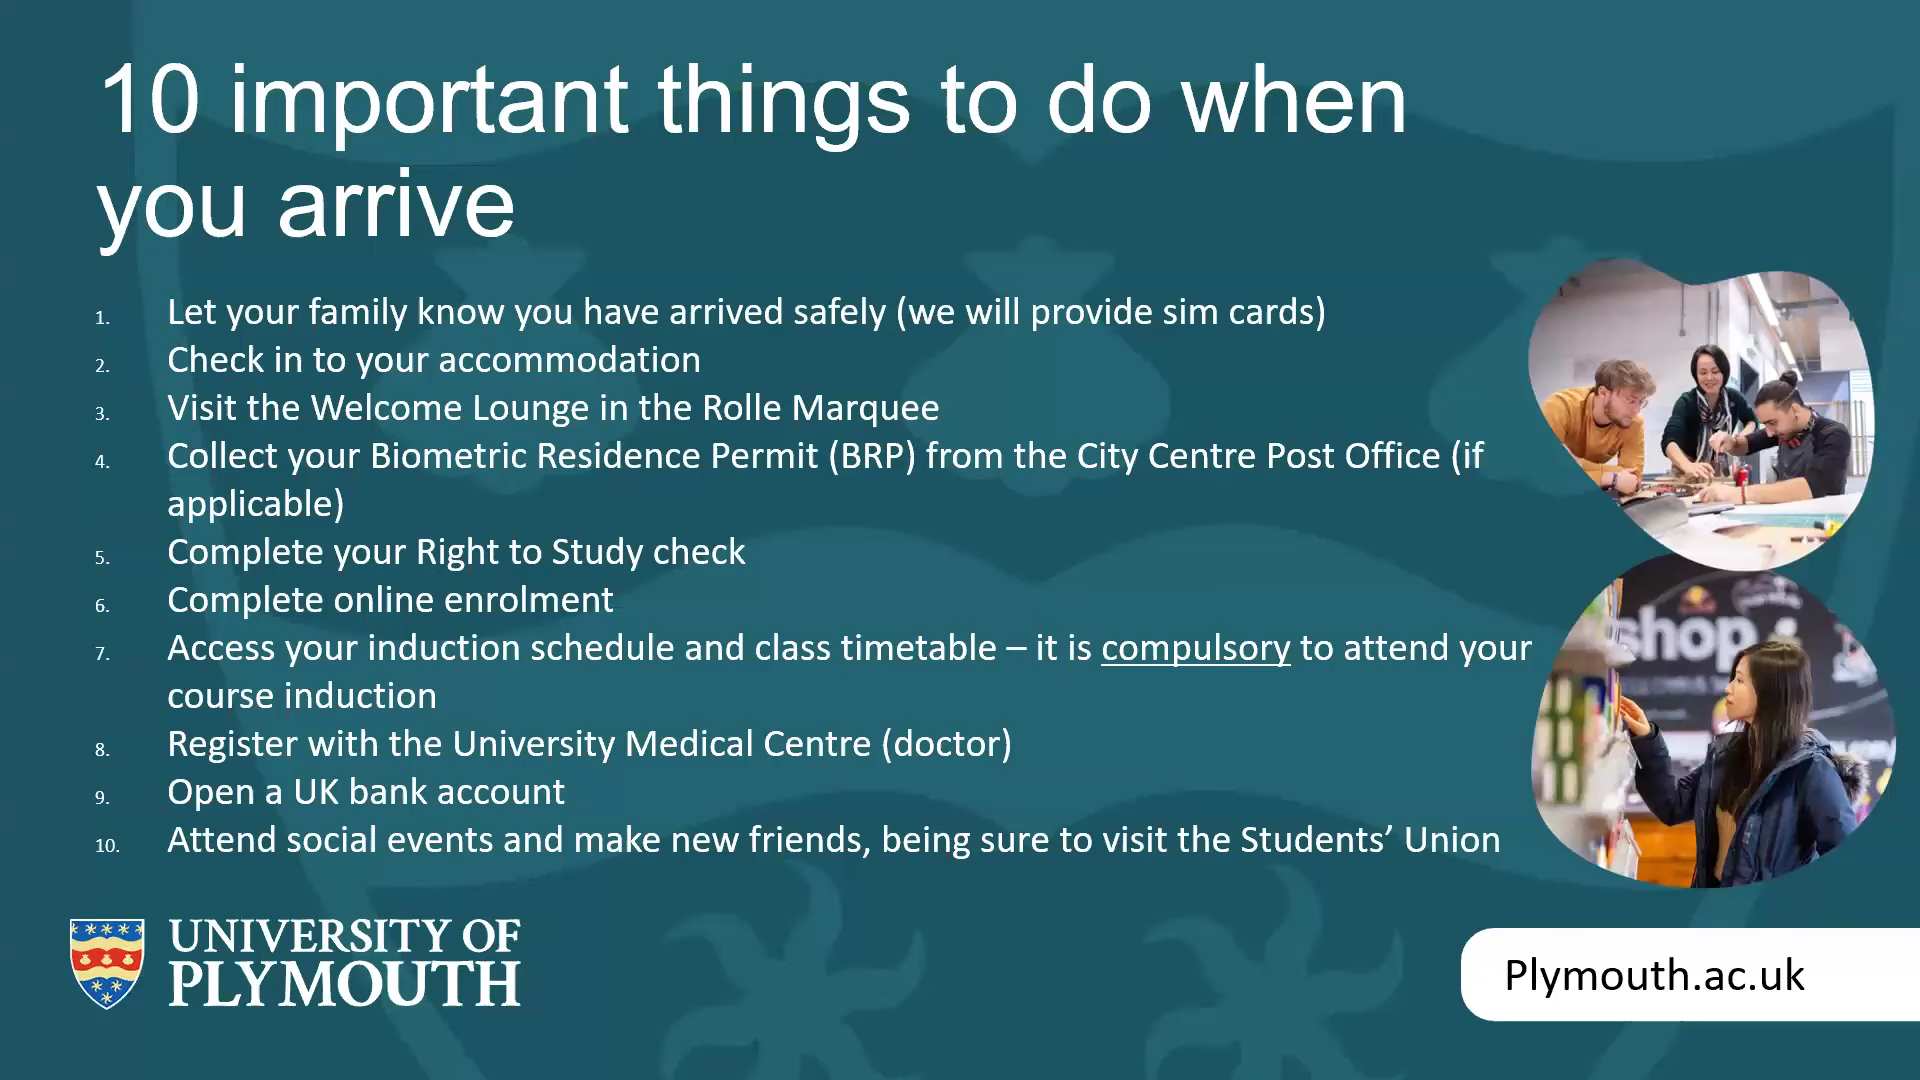 10 important things to do when
you arrive
1. Let your family know you have arrived safely (we will provide sim cards)
2. Check in to your accommodation
3. Visit the Welcome Lounge in the Rolle Marquee
4. Collect your Biometric Residence Permit (BRP) from the City Centre Post Office (if
applicable)
5. Complete your Right to Study check
6. Complete online enrolment
7. Access your induction schedule and class timetable – it is compulsory to attend your
course induction
8. Register with the University Medical Centre (doctor)
9. Open a UK bank account
10. Attend social events and make new friends, being sure to visit the Students’ Union
shop
UNIVERSITY OF
PLYMOUTH
Plymouth.ac.uk